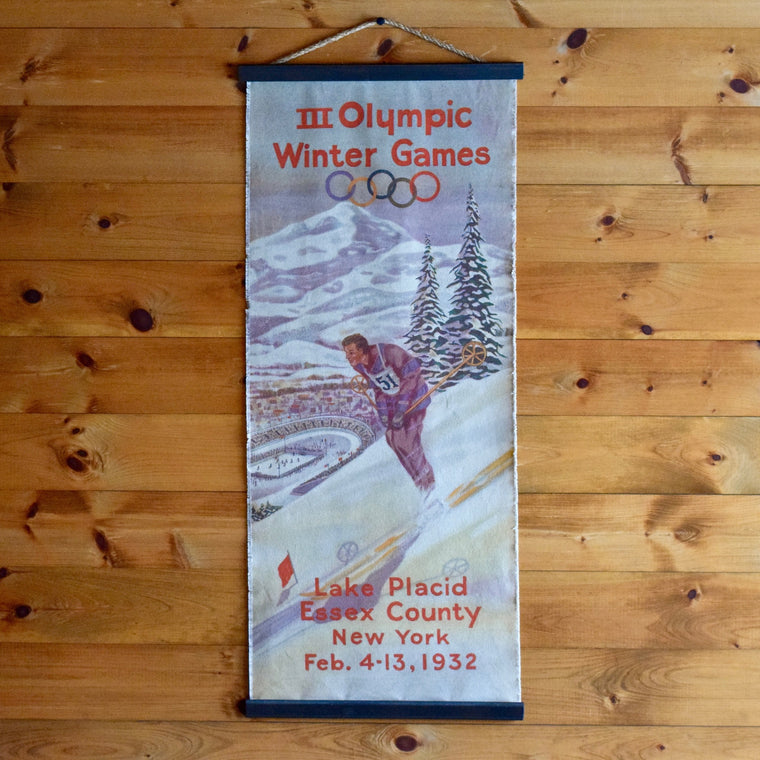 III Olympic
Winter Games
51
Lake Placid
Essex County
New York
Feb. 4-13, 1932